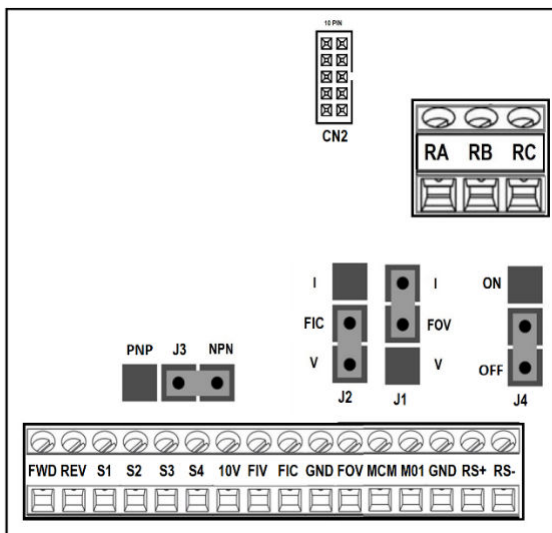 10 PIN
CN2
RA RB RC
I I ON
FIC FOV
PNP J3 NPN
V V OFF
J2 J1 J4
FWD REV S1 S2 S3 S4 10V FIV FIC GND FOV MCM M01 GND RS+ RS-